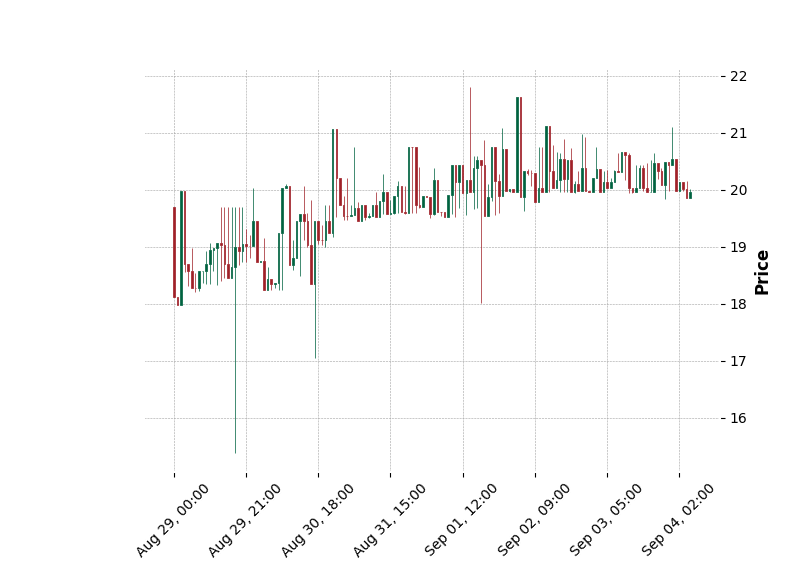 22
21
20
19
18
17
16
Price
Aug 29, 00:00
Aug 29, 21:00
Aug 30, 18:00
Aug 31, 15:00
Sep 01, 12:00
Sep 02, 09:00
Sep 03, 05:00
Sep 04, 02:00